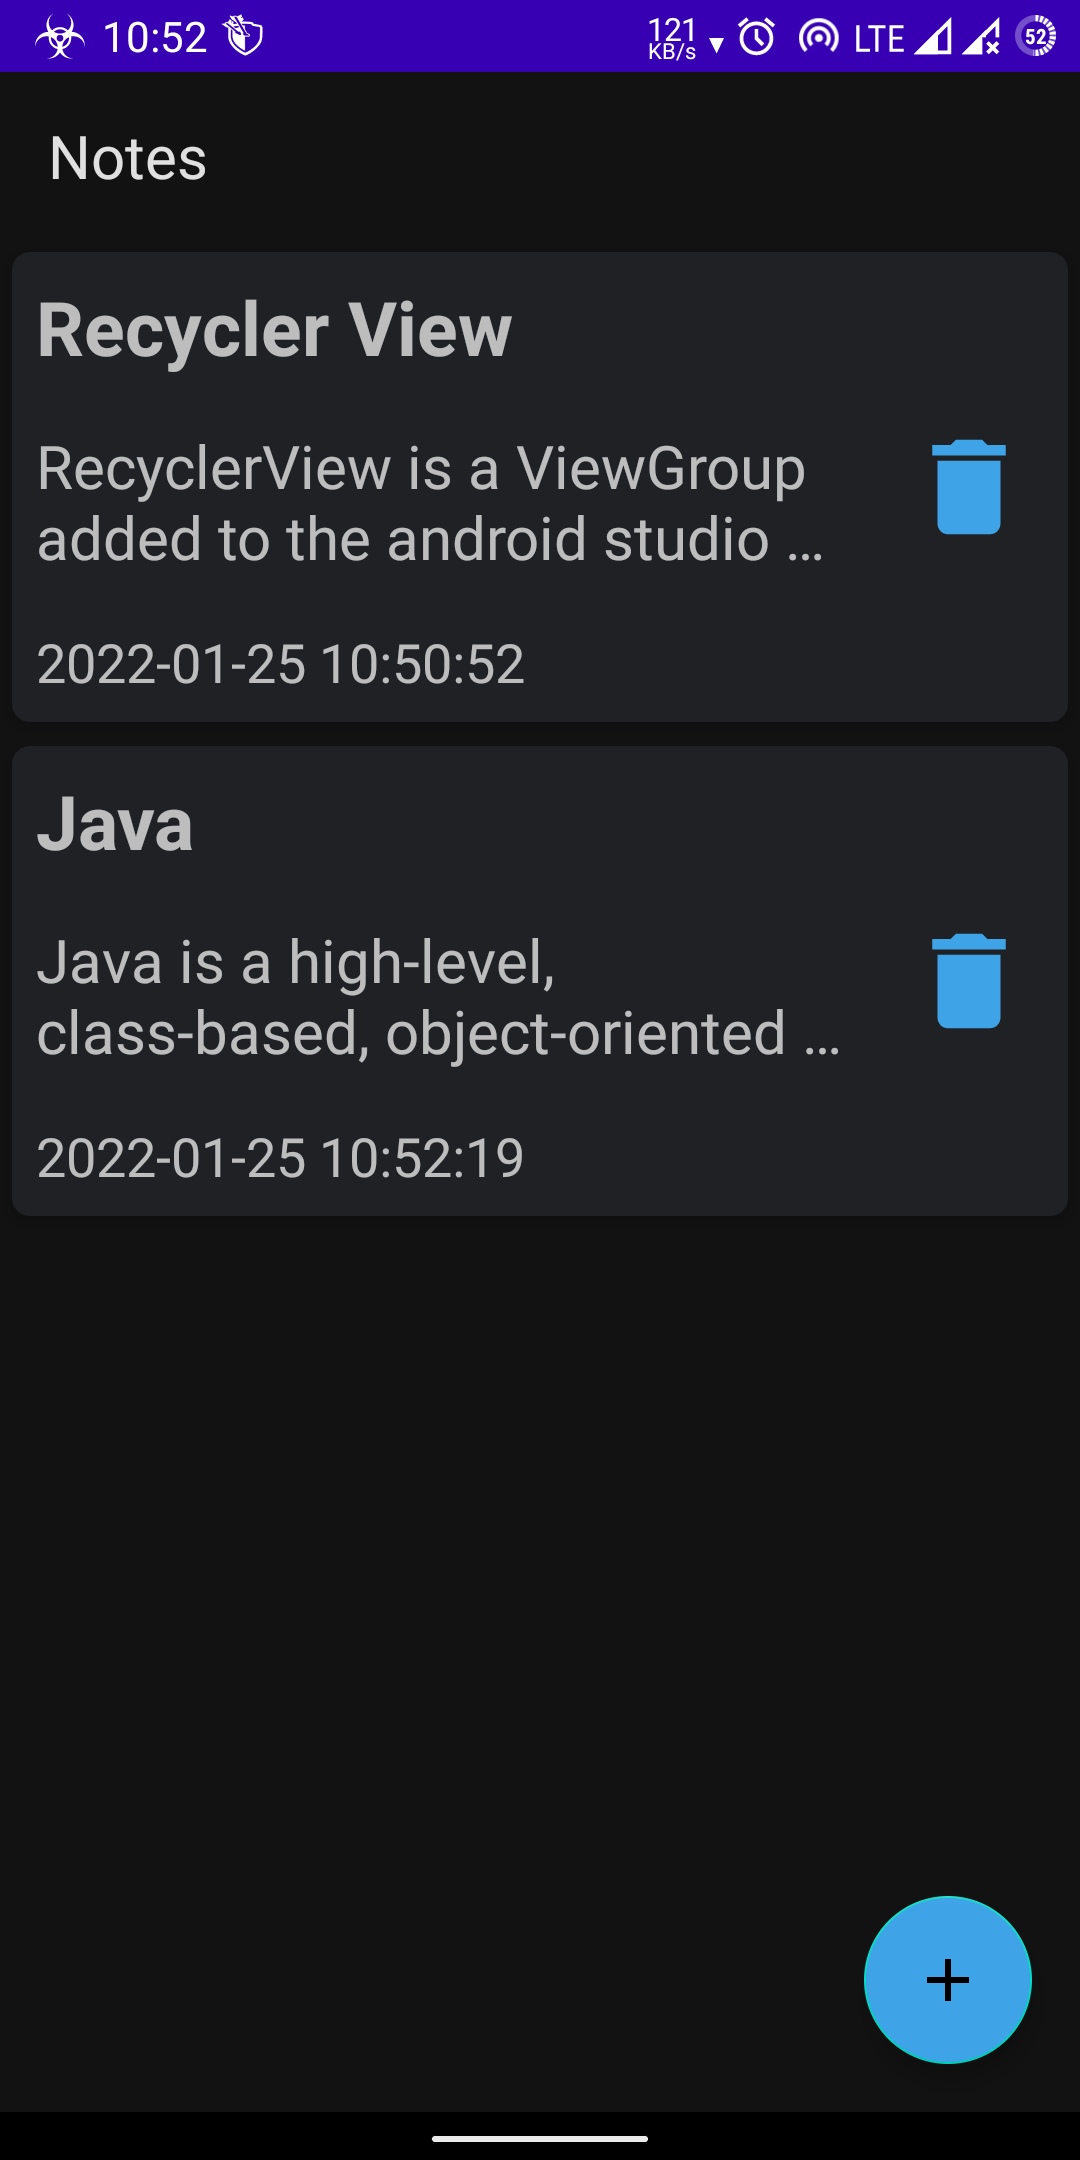 10:52
121
KB/s
LTE
52
Notes
Recycler View
RecyclerView is a ViewGroup
added to the android studio ...
2022-01-25 10:50:52
Java
Java is a high-level,
class-based, object-oriented ...
2022-01-25 10:52:19